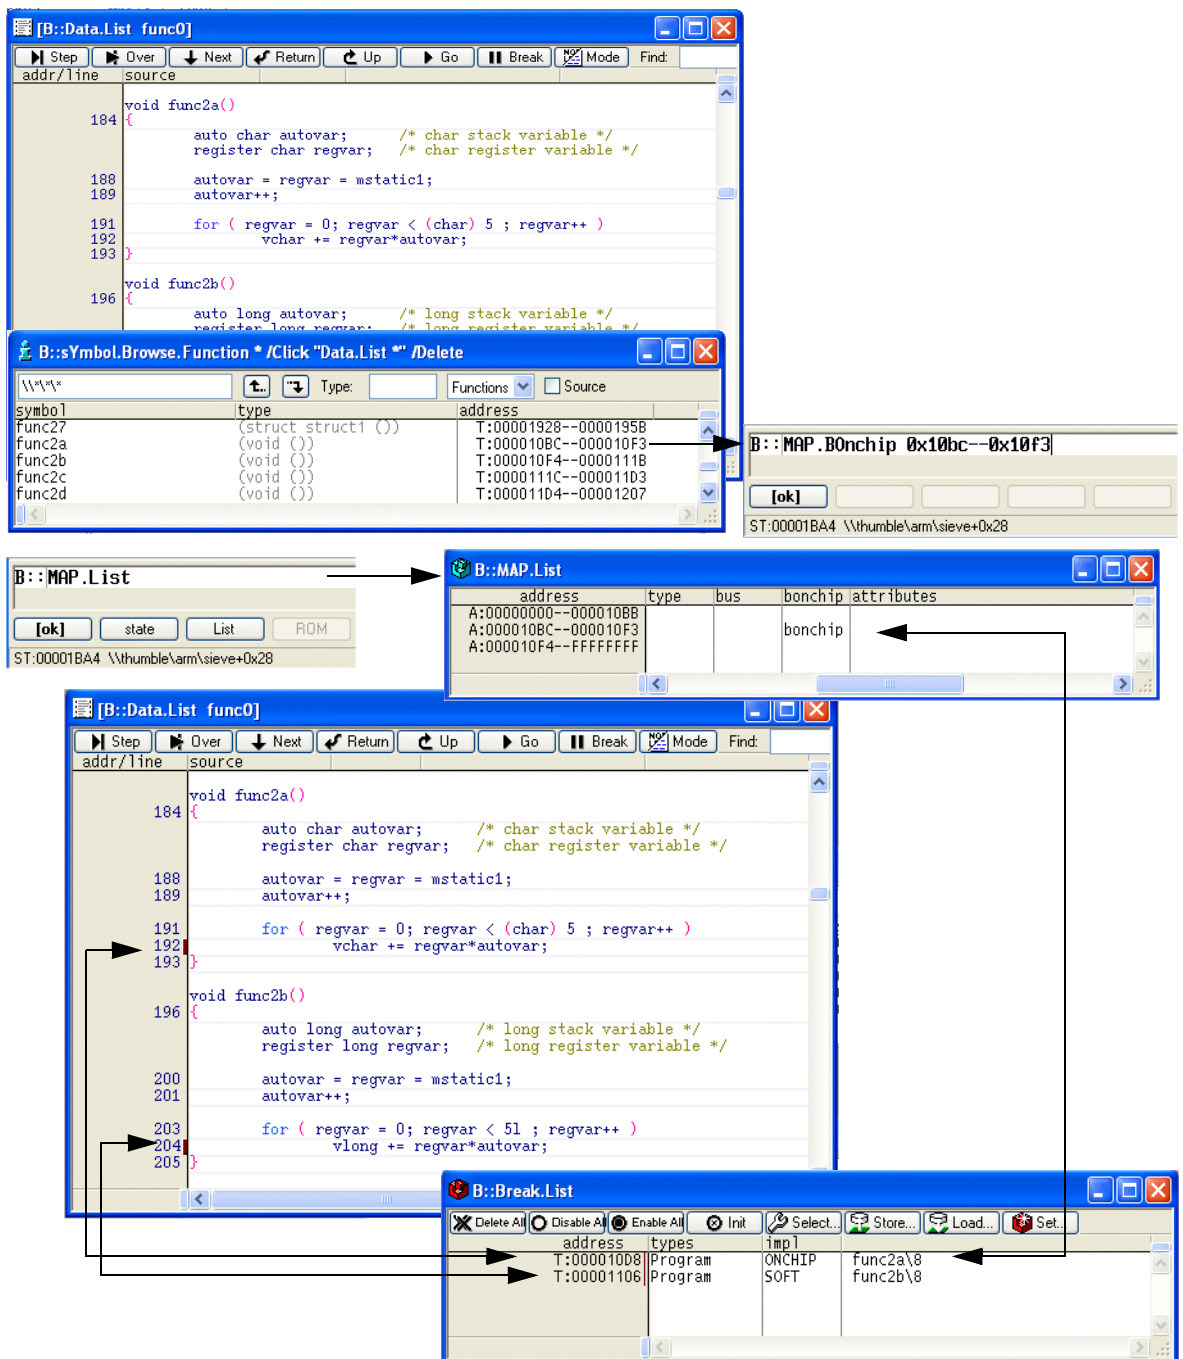 [B::Data.List func0]
Step Over Next Return Up Go Break Mode Find:
addr/line source
void func2a()
184 {
auto char autovar; /* char stack variable */
register char regvar; /* char register variable */
188 autovar = regvar = mstatic1;
189 autovar++;
191 for ( regvar = 0; regvar < (char) 5 ; regvar++ )
192 vchar += regvar*autovar;
193 }
void func2b()
196 {
auto long autovar; /* long stack variable */
register long regvar; /* long register variable */
B::sYmbol.Browse.Function * /Click "Data.List *" /Delete
\\*\*\* Type: Functions Source
symbol type address
func27 (struct struct1 ()) T:00001928--0000195B
func2a (void ()) T:000010BC--000010F3
func2b (void ()) T:000010F4--0000111B
func2c (void ()) T:0000111C--000011D3
func2d (void ()) T:000011D4--00001207
B::MAP.BOnchip 0x10bc--0x10f3
[ok]
ST:00001BA4 \\thumble\arm\sieve+0x28
B::MAP.List
[ok] state List ROM
ST:00001BA4 \\thumble\arm\sieve+0x28
B::MAP.List
address type bus bonchip attributes
A:00000000--000010BB
A:000010BC--000010F3 bonchip
A:000010F4--FFFFFFFF
[B::Data.List func0]
Step Over Next Return Up Go Break Mode Find:
addr/line source
void func2a()
184 {
auto char autovar; /* char stack variable */
register char regvar; /* char register variable */
188 autovar = regvar = mstatic1;
189 autovar++;
191 for ( regvar = 0; regvar < (char) 5 ; regvar++ )
192 vchar += regvar*autovar;
193 }
void func2b()
196 {
auto long autovar; /* long stack variable */
register long regvar; /* long register variable */
200 autovar = regvar = mstatic1;
201 autovar++;
203 for ( regvar = 0; regvar < 5l ; regvar++ )
204 vlong += regvar*autovar;
205 }
B::Break.List
Delete All Disable All Enable All Init Select... Store... Load... Set...
address types impl
T:000010D8 Program ONCHIP func2a\8
T:00001106 Program SOFT func2b\8